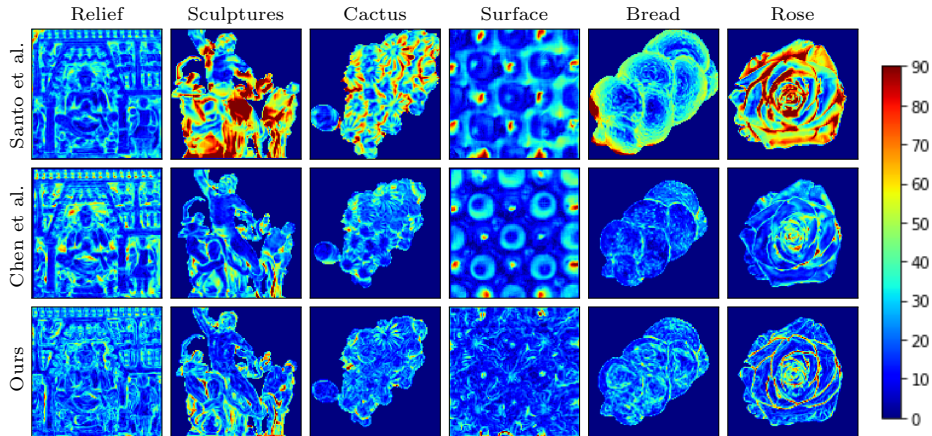 Relief Sculptures Cactus Surface Bread Rose
Santo et al.
Chen et al.
Ours
90
80
70
60
50
40
30
20
10
0